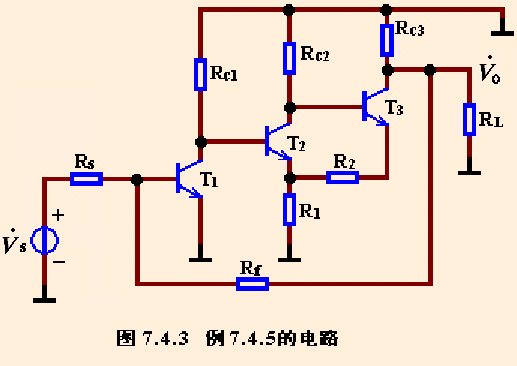 Rc1
Rc2
Rc3
V̇o
T3
RL
T2
Rs
T1
R2
R1
+
V̇s
−
Rf
图 7.4.3 例 7.4.5的电路